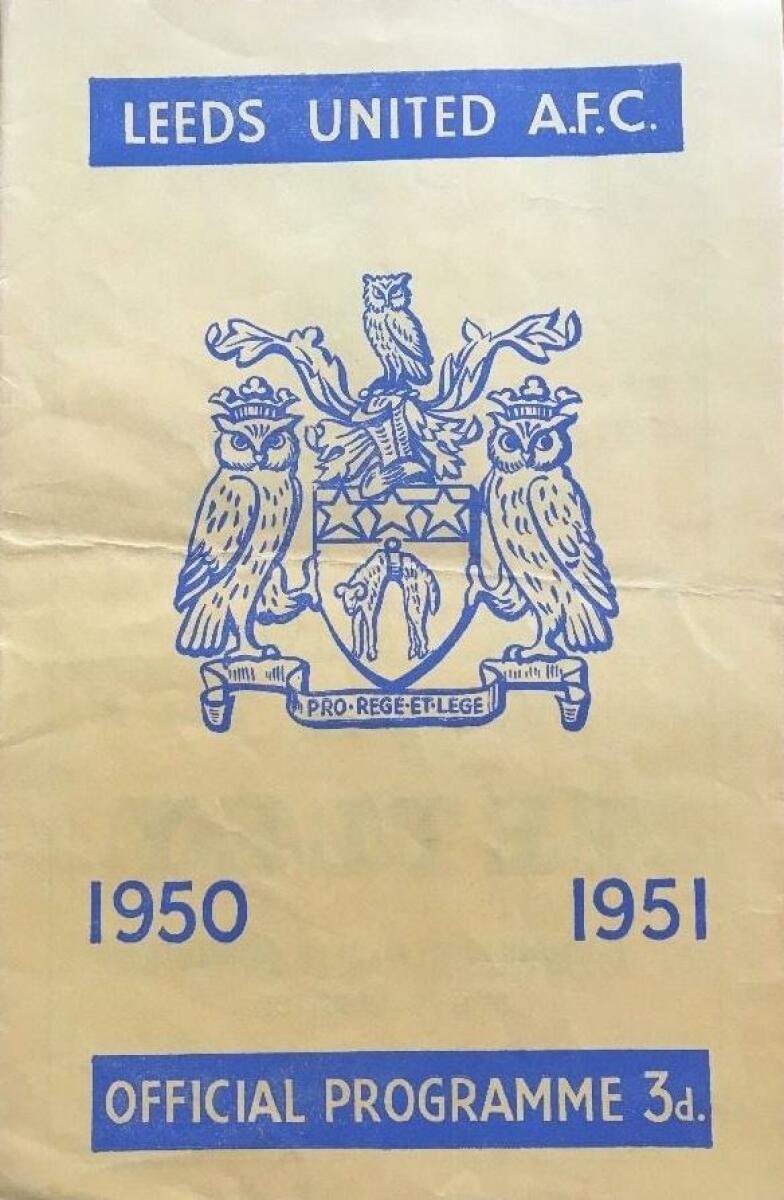 LEEDS UNITED A.F.C.
PRO·REGE·ET·LEGE
1950 1951
OFFICIAL PROGRAMME 3d.